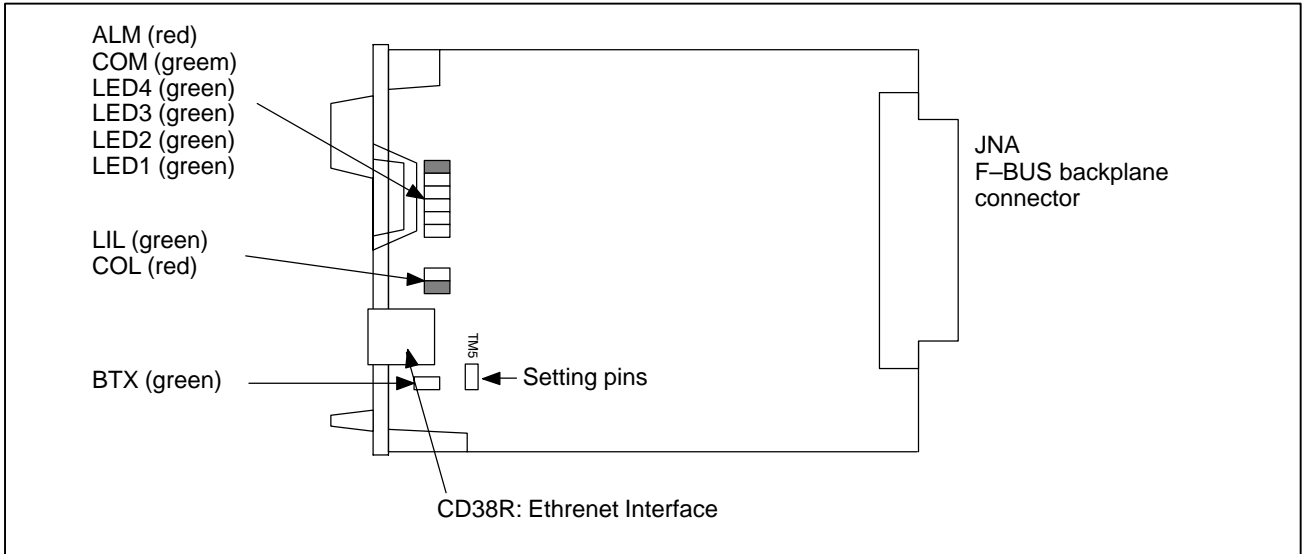 ALM (red)
COM (greem)
LED4 (green)
LED3 (green)
LED2 (green)
LED1 (green)
JNA
F–BUS backplane
connector
LIL (green)
COL (red)
TM5
BTX (green)
Setting pins
CD38R: Ethrenet Interface